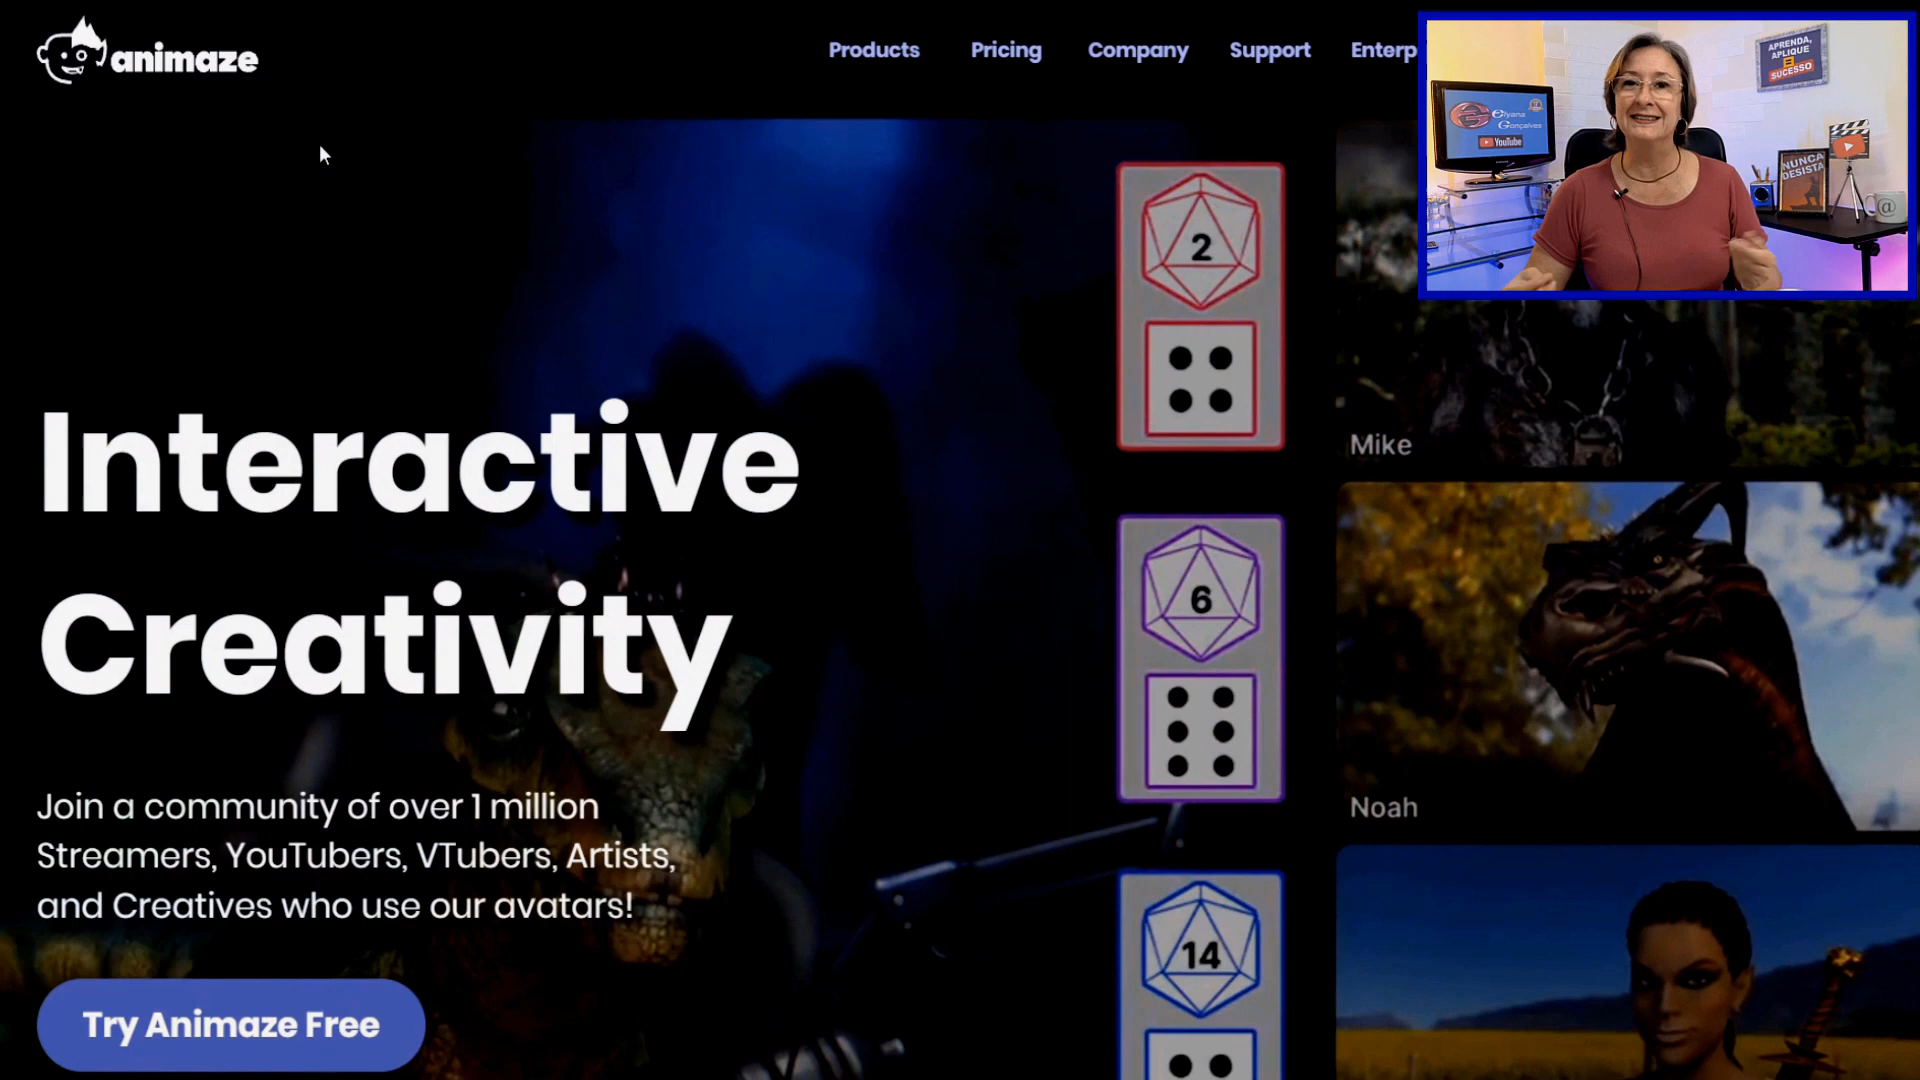 animaze
Products
Pricing
Company
Support
Enterp
APRENDA,
APLIQUE
E
SUCESSO
Elyana
Gonçalves
YouTube
NUNCA
DESISTA
@
2
Mike
Interactive
Creativity
6
Noah
Join a community of over 1 million
Streamers, YouTubers, VTubers, Artists,
and Creatives who use our avatars!
14
Try Animaze Free